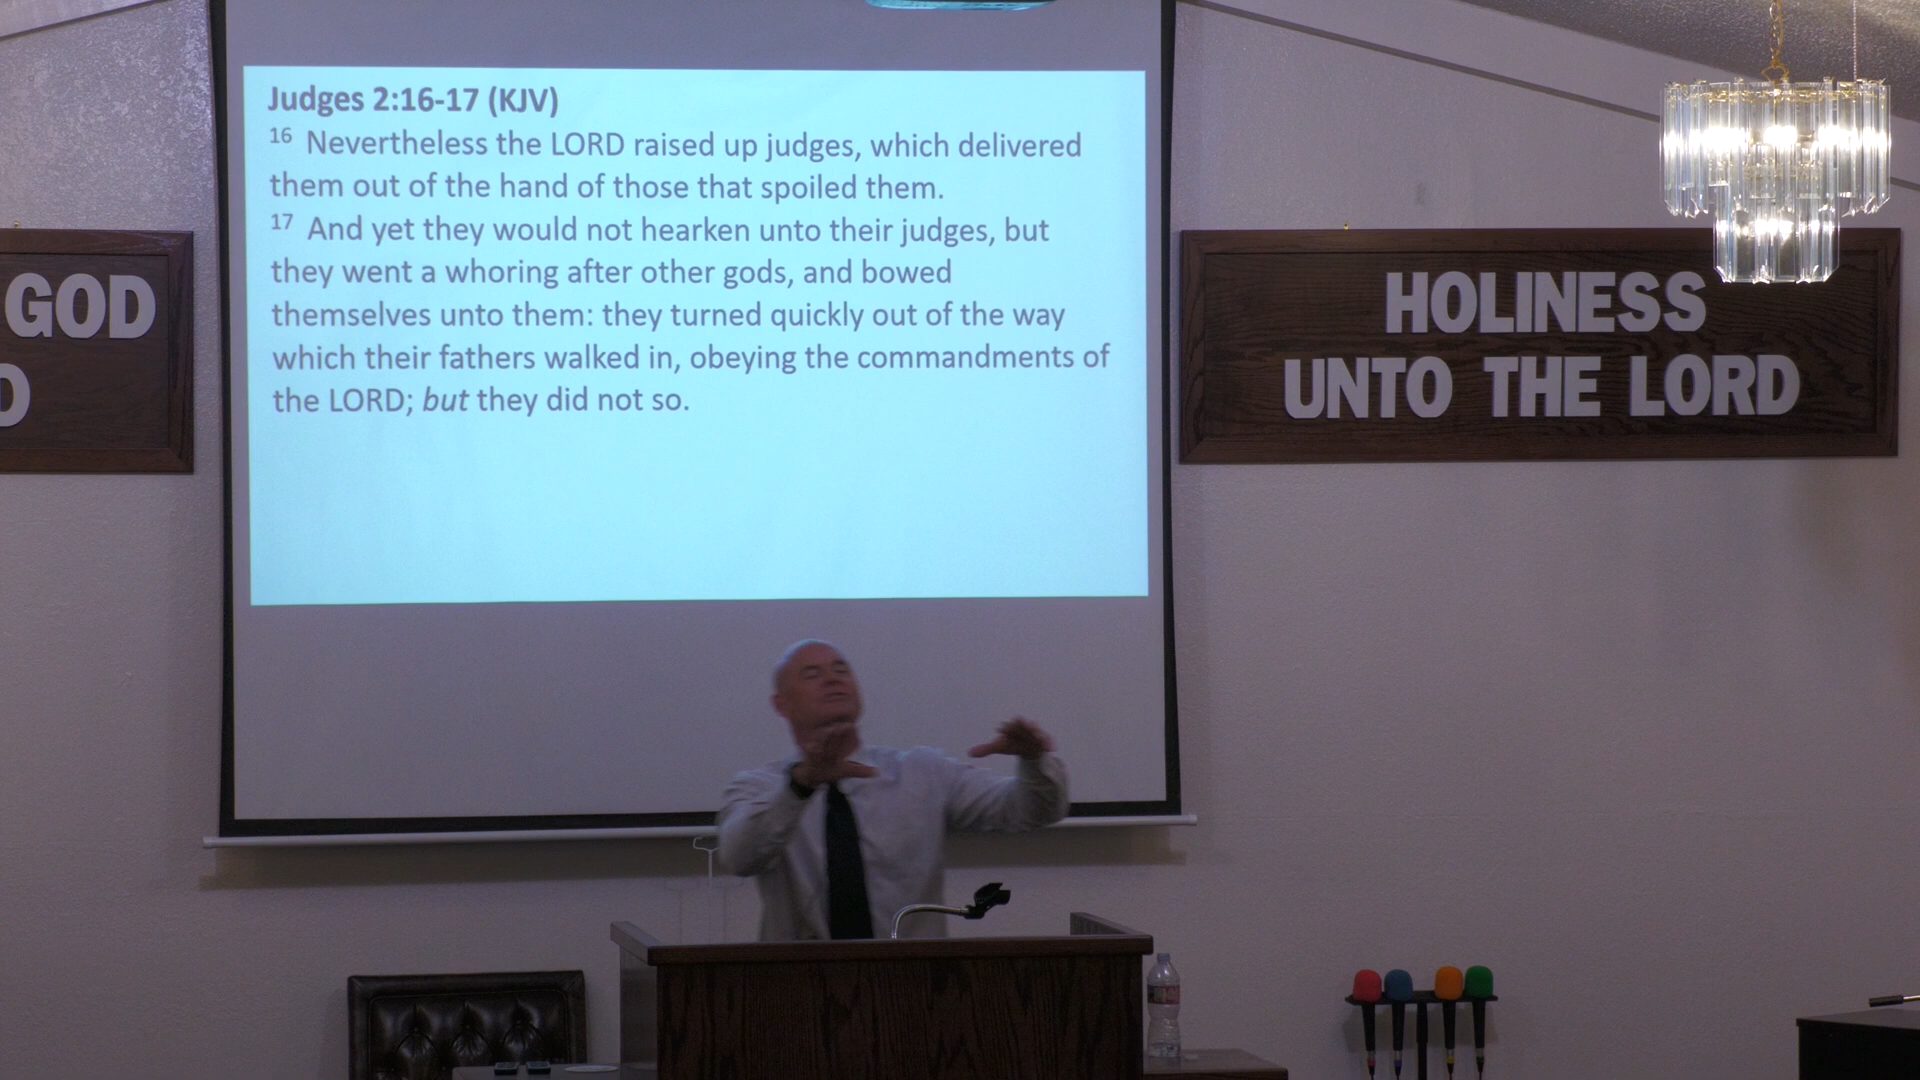 Judges 2:16-17 (KJV)
16 Nevertheless the LORD raised up judges, which delivered
them out of the hand of those that spoiled them.
17 And yet they would not hearken unto their judges, but
they went a whoring after other gods, and bowed
themselves unto them: they turned quickly out of the way
which their fathers walked in, obeying the commandments of
the LORD; but they did not so.
GOD
D
HOLINESS
UNTO THE LORD